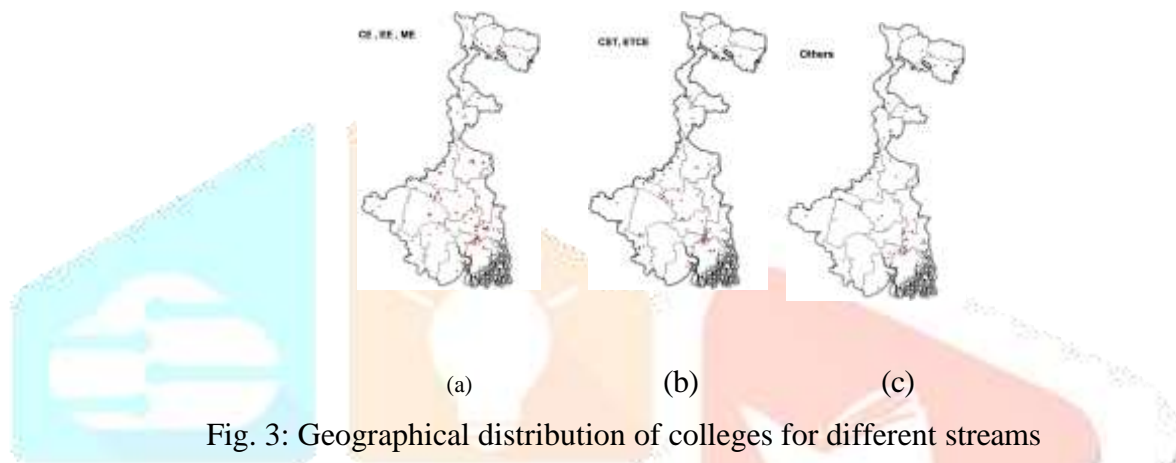 CE , EE , ME
CST, ETCE
Others
(a)
(b)
(c)
Fig. 3: Geographical distribution of colleges for different streams